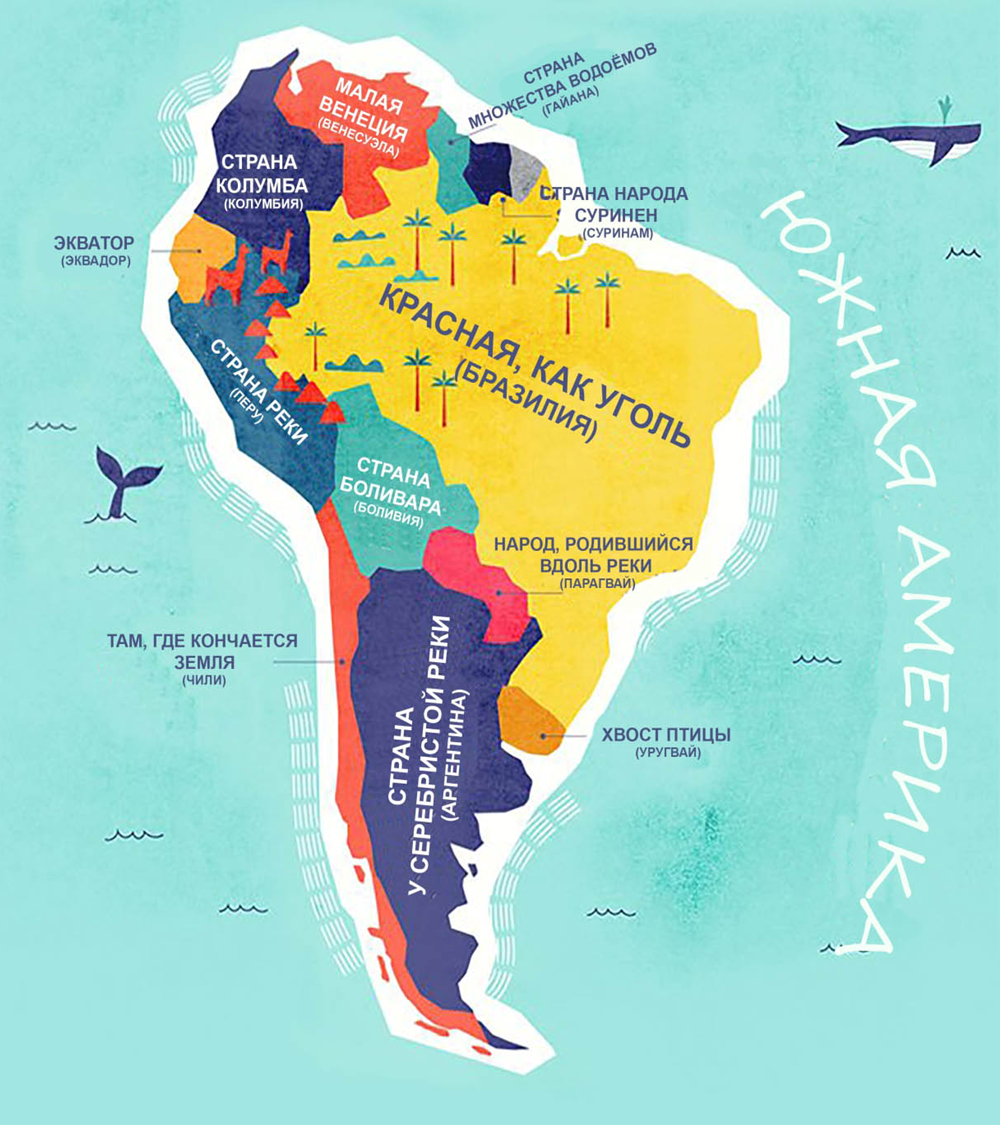 СТРАНА
МНОЖЕСТВА ВОДОЁМОВ
(ГАЙАНА)
МАЛАЯ
ВЕНЕЦИЯ
(ВЕНЕСУЭЛА)
СТРАНА
КОЛУМБА
(КОЛУМБИЯ)
СТРАНА НАРОДА
СУРИНЕН
(СУРИНАМ)
ЭКВАТОР
(ЭКВАДОР)
ЮЖНАЯ АМЕРИКА
КРАСНАЯ, КАК УГОЛЬ
(БРАЗИЛИЯ)
СТРАНА РЕКИ
(ПЕРУ)
СТРАНА
БОЛИВАРА
(БОЛИВИЯ)
НАРОД, РОДИВШИЙСЯ
ВДОЛЬ РЕКИ
(ПАРАГВАЙ)
ТАМ, ГДЕ КОНЧАЕТСЯ
ЗЕМЛЯ
(ЧИЛИ)
СТРАНА
У СЕРЕБРИСТОЙ РЕКИ
(АРГЕНТИНА)
ХВОСТ ПТИЦЫ
(УРУГВАЙ)